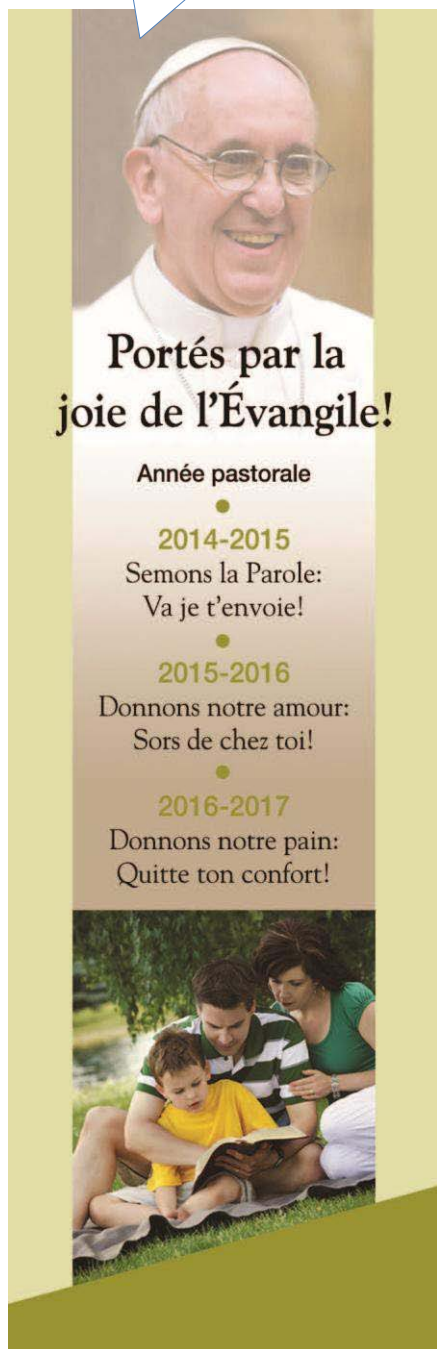 Portés par la
joie de l'Évangile!
Année pastorale
2014-2015
Semons la Parole:
Va je t'envoie!
2015-2016
Donnons notre amour:
Sors de chez toi!
2016-2017
Donnons notre pain:
Quitte ton confort!